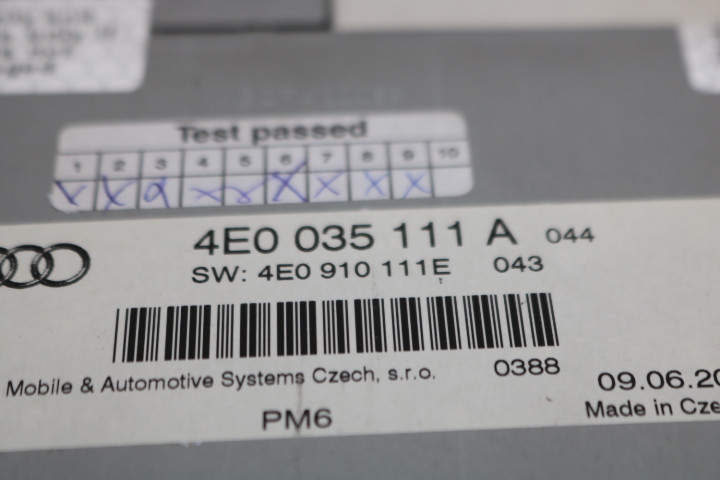 Test passed
1 2 3 4 5 6 7 8 9 10
4E0 035 111 A 044
SW: 4E0 910 111E 043
Mobile & Automotive Systems Czech, s.r.o. 0388
09.06.20
PM6
Made in Cze